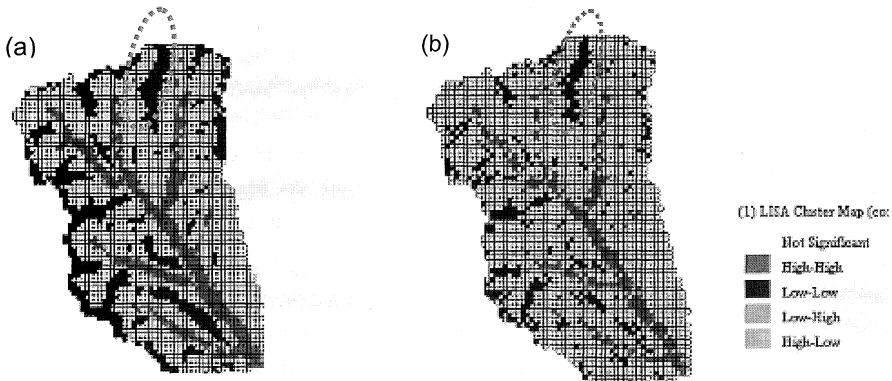 (a)
(b)
(1) LISA Cluster Map (co
Not Significant
High-High
Low-Low
Low-High
High-Low